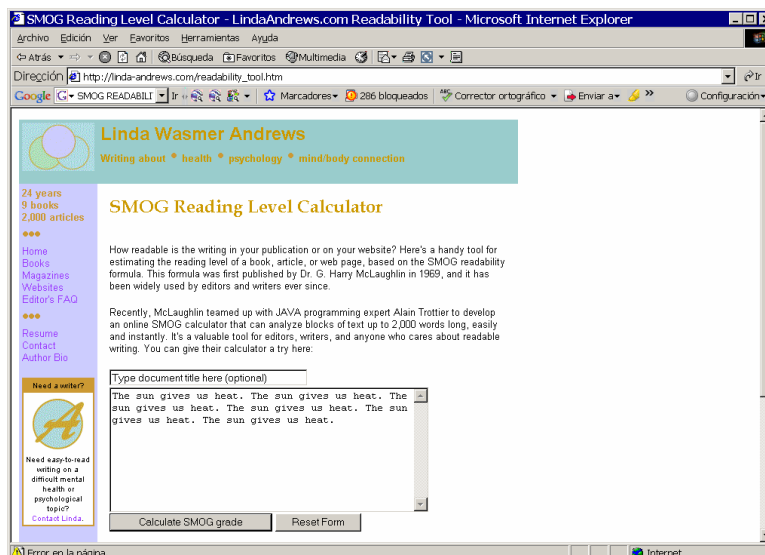 SMOG Reading Level Calculator - LindaAndrews.com Readability Tool - Microsoft Internet Explorer
Archivo Edición Ver Favoritos Herramientas Ayuda
Atrás Búsqueda Favoritos Multimedia
Dirección http://linda-andrews.com/readability_tool.htm Ir
Google G SMOG READABILI Ir Marcadores 286 bloqueados ABC Corrector ortográfico Enviar a » Configuración
Linda Wasmer Andrews
Writing about • health • psychology • mind/body connection
24 years
9 books
2,000 articles
Home
Books
Magazines
Websites
Editor's FAQ
Resume
Contact
Author Bio
Need a writer?
Need easy-to-read
writing on a
difficult mental
health or
psychological
topic?
Contact Linda.
SMOG Reading Level Calculator
How readable is the writing in your publication or on your website? Here's a handy tool for
estimating the reading level of a book, article, or web page, based on the SMOG readability
formula. This formula was first published by Dr. G. Harry McLaughlin in 1969, and it has
been widely used by editors and writers ever since.
Recently, McLaughlin teamed up with JAVA programming expert Alain Trottier to develop
an online SMOG calculator that can analyze blocks of text up to 2,000 words long, easily
and instantly. It's a valuable tool for editors, writers, and anyone who cares about readable
writing. You can give their calculator a try here:
Type document title here (optional)
The sun gives us heat. The sun gives us heat. The
sun gives us heat. The sun gives us heat. The sun
gives us heat. The sun gives us heat.
Calculate SMOG grade Reset Form
Error en la página. Internet